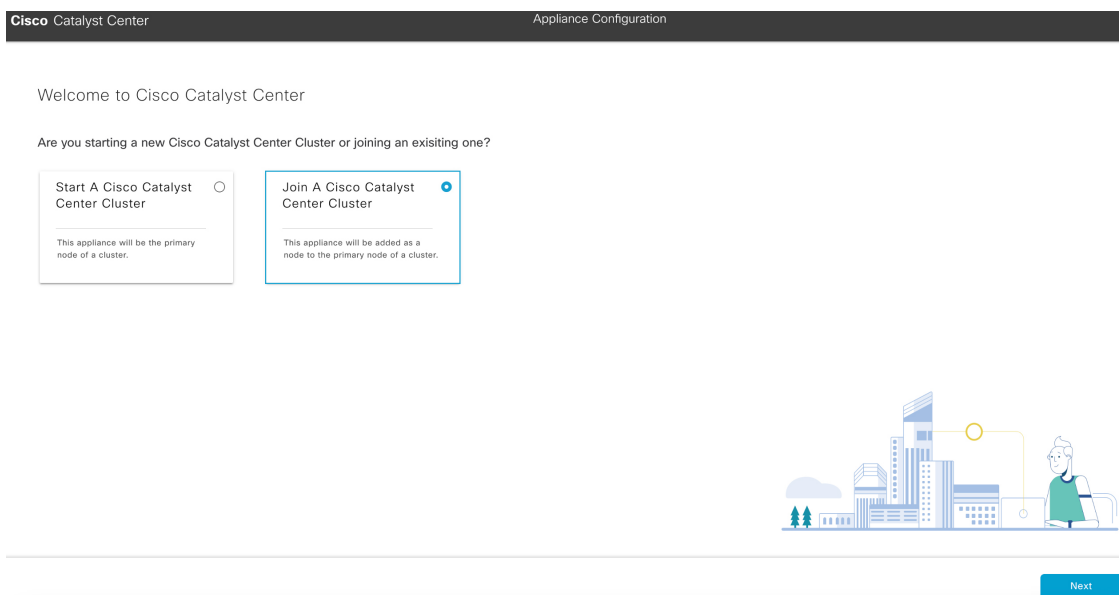 Cisco Catalyst Center
Appliance Configuration
Welcome to Cisco Catalyst Center
Are you starting a new Cisco Catalyst Center Cluster or joining an exisiting one?
Start A Cisco Catalyst
Center Cluster
This appliance will be the primary
node of a cluster.
Join A Cisco Catalyst
Center Cluster
This appliance will be added as a
node to the primary node of a cluster.
Next